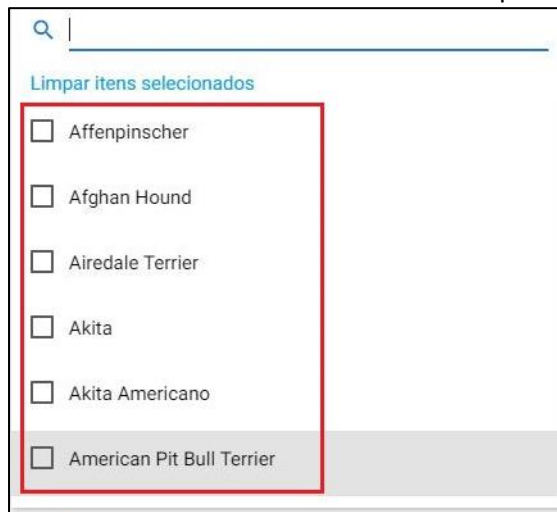 Limpar itens selecionados
Affenpinscher
Afghan Hound
Airedale Terrier
Akita
Akita Americano
American Pit Bull Terrier